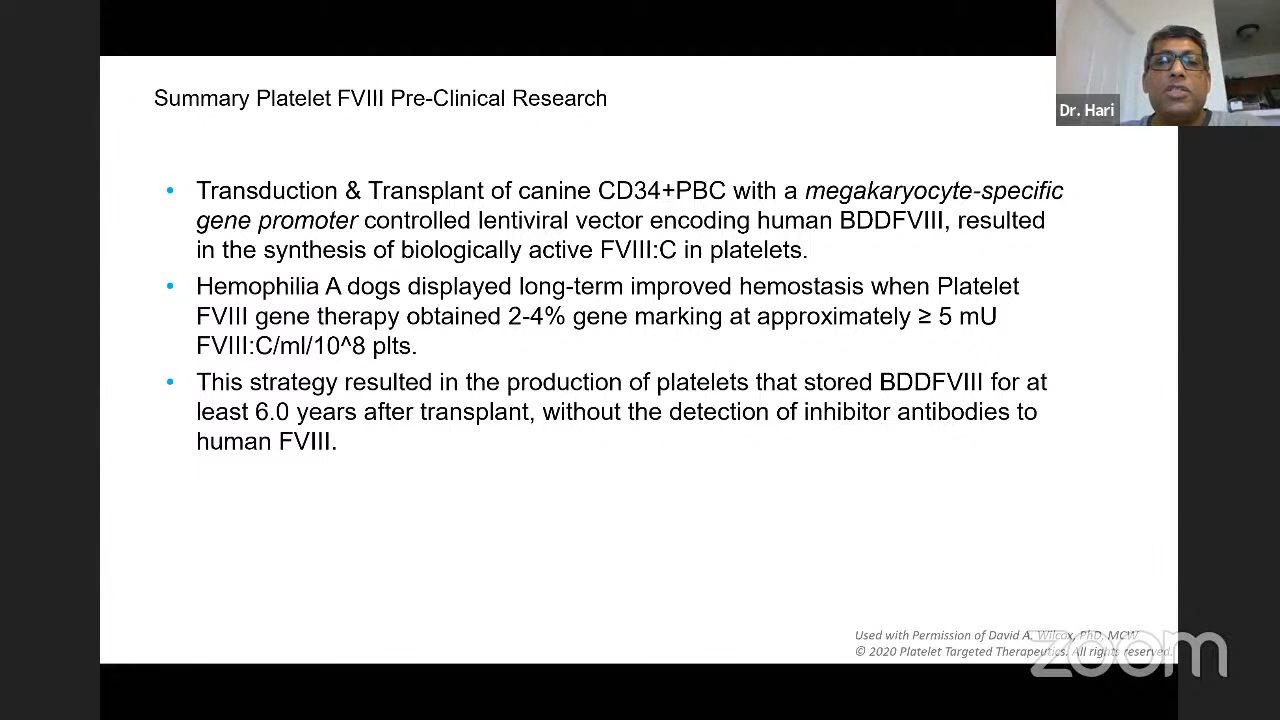 Summary Platelet FVIII Pre-Clinical Research
Dr. Hari
• Transduction & Transplant of canine CD34+PBC with a megakaryocyte-specific
gene promoter controlled lentiviral vector encoding human BDDFVIII, resulted
in the synthesis of biologically active FVIII:C in platelets.
• Hemophilia A dogs displayed long-term improved hemostasis when Platelet
FVIII gene therapy obtained 2-4% gene marking at approximately ≥ 5 mU
FVIII:C/ml/10^8 plts.
• This strategy resulted in the production of platelets that stored BDDFVIII for at
least 6.0 years after transplant, without the detection of inhibitor antibodies to
human FVIII.
Used with Permission of David A. Wilcox, PhD, MCW
© 2020 Platelet Targeted Therapeutics. All rights reserved.
zoom